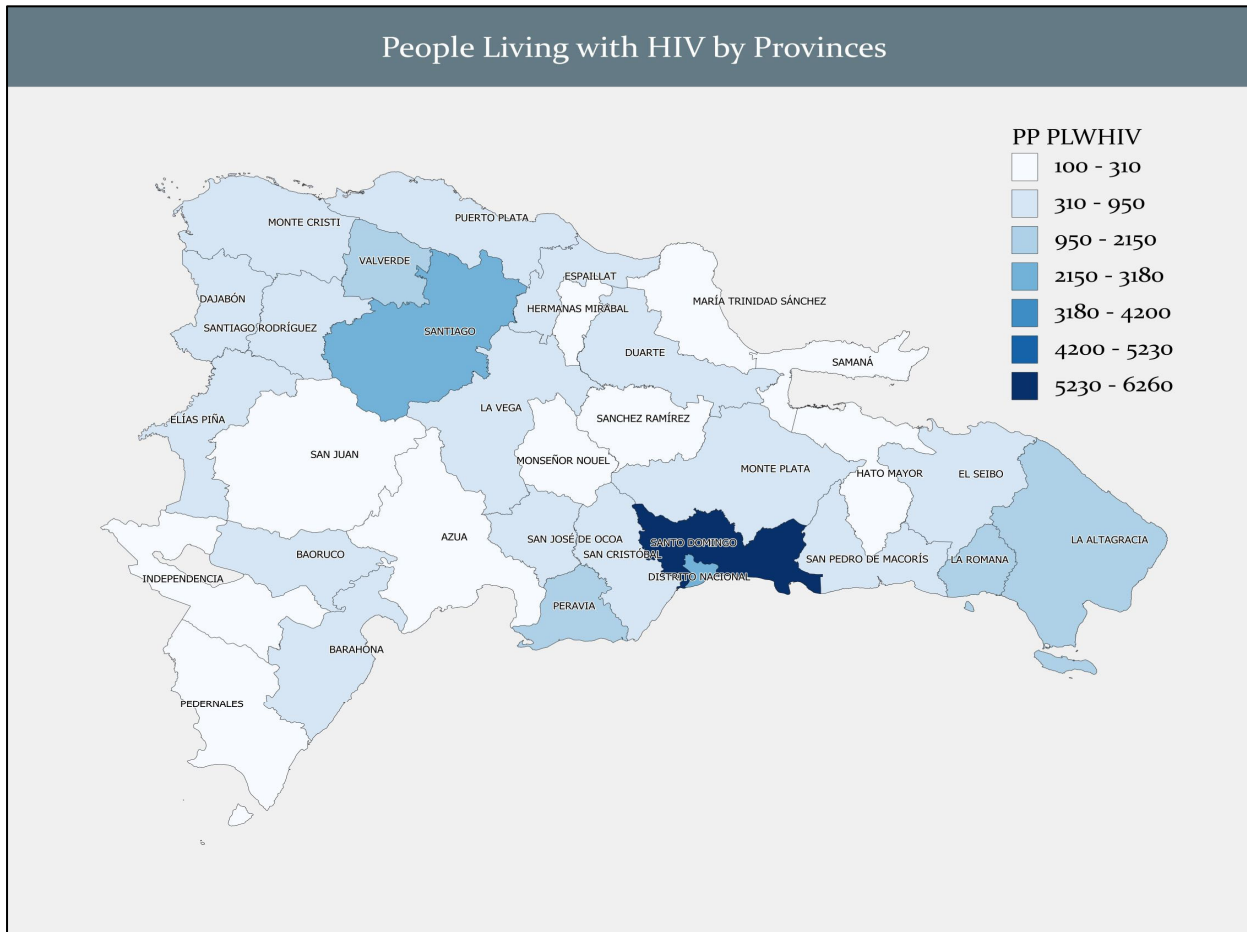 People Living with HIV by Provinces
PP PLWHIV
100 - 310
310 - 950
950 - 2150
2150 - 3180
3180 - 4200
4200 - 5230
5230 - 6260
MONTE CRISTI
PUERTO PLATA
VALVERDE
ESPAILLAT
DAJABÓN
HERMANAS MIRABAL
MARÍA TRINIDAD SÁNCHEZ
SANTIAGO RODRÍGUEZ
SANTIAGO
DUARTE
SAMANÁ
ELÍAS PIÑA
LA VEGA
SANCHEZ RAMÍREZ
SAN JUAN
MONSEÑOR NOUEL
MONTE PLATA
HATO MAYOR
EL SEIBO
AZUA
SAN JOSÉ DE OCOA
SANTO DOMINGO
LA ALTAGRACIA
BAORUCO
SAN CRISTÓBAL
SAN PEDRO DE MACORÍS
LA ROMANA
INDEPENDENCIA
DISTRITO NACIONAL
PERAVIA
BARAHONA
PEDERNALES